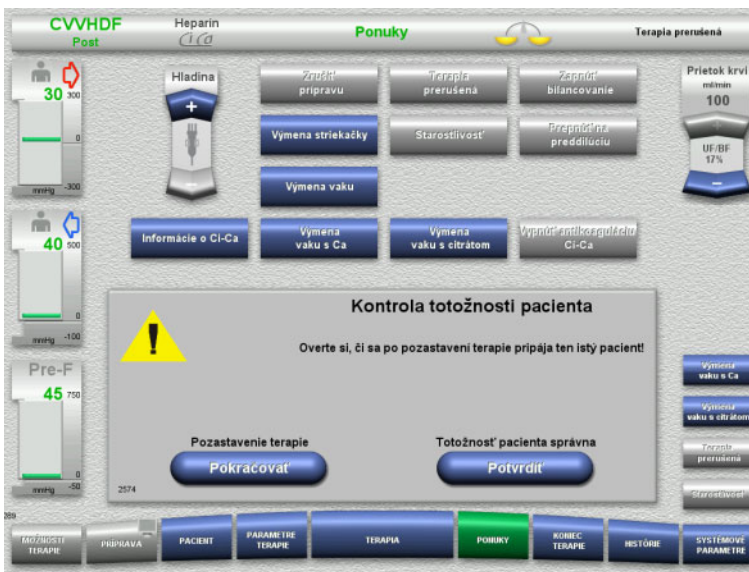 CVVHDF
Post
Heparin
Ci Ca
Ponuky
Terapia prerušená
30
300
0
mmHg
-300
Hladina
+
−
Zrušiť
prípravu
Terapia
prerušená
Zapnúť
bilancovanie
Výmena striekačky
Starostlivosť
Prepnúť na
preddilúciu
Výmena vaku
Informácie o Ci-Ca
Výmena
vaku s Ca
Výmena
vaku s citrátom
Vypnúť antikoaguláciu
Ci-Ca
Prietok krvi
ml/min
100
+
UF/BF
17%
−
40
500
0
mmHg
-100
Pre-F
45
750
0
mmHg
-50
Kontrola totožnosti pacienta
!
Overte si, či sa po pozastavení terapie pripája ten istý pacient!
Pozastavenie terapie
Pokračovať
Totožnosť pacienta správna
Potvrdiť
2574
Výmena
vaku s Ca
Výmena
vaku s citrátom
Terapia
prerušená
Starostlivosť
289
MOŽNOSTI
TERAPIE
PRÍPRAVA
PACIENT
PARAMETRE
TERAPIE
TERAPIA
PONUKY
KONIEC
TERAPIE
HISTÓRIE
SYSTÉMOVÉ
PARAMETRE